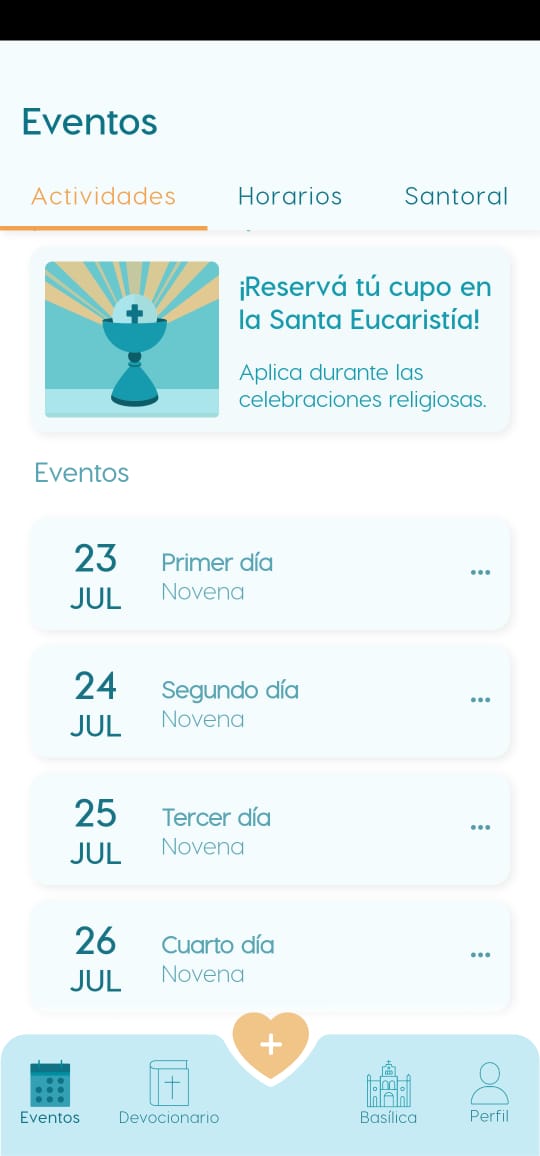 Eventos
Actividades
Horarios
Santoral
¡Reservá tú cupo en
la Santa Eucaristía!
Aplica durante las
celebraciones religiosas.
Eventos
23
JUL
Primer día
Novena
24
JUL
Segundo día
Novena
25
JUL
Tercer día
Novena
26
JUL
Cuarto día
Novena
Eventos
Devocionario
Basílica
Perfil